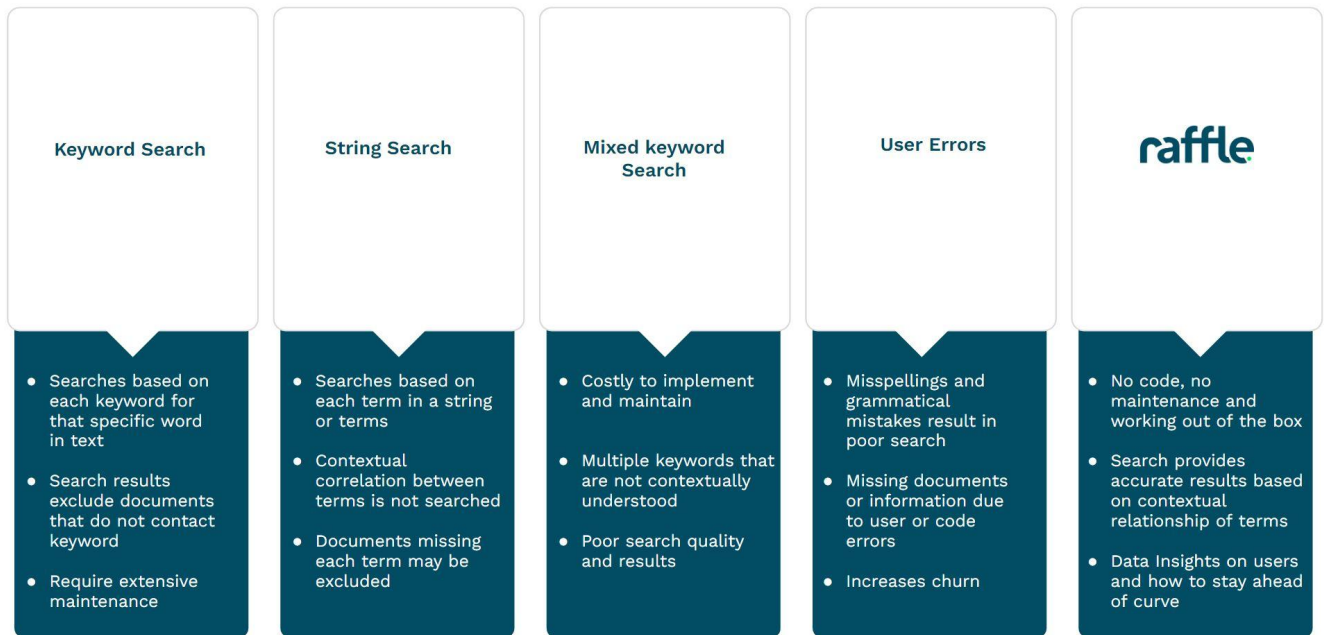 Keyword Search
String Search
Mixed keyword
Search
User Errors
raffle.
● Searches based on
each keyword for
that specific word
in text
● Search results
exclude documents
that do not contact
keyword
● Require extensive
maintenance
● Searches based on
each term in a string
or terms
● Contextual
correlation between
terms is not searched
● Documents missing
each term may be
excluded
● Costly to implement
and maintain
● Multiple keywords that
are not contextually
understood
● Poor search quality
and results
● Misspellings and
grammatical
mistakes result in
poor search
● Missing documents
or information due
to user or code
errors
● Increases churn
● No code, no
maintenance and
working out of the box
● Search provides
accurate results based
on contextual
relationship of terms
● Data Insights on users
and how to stay ahead
of curve